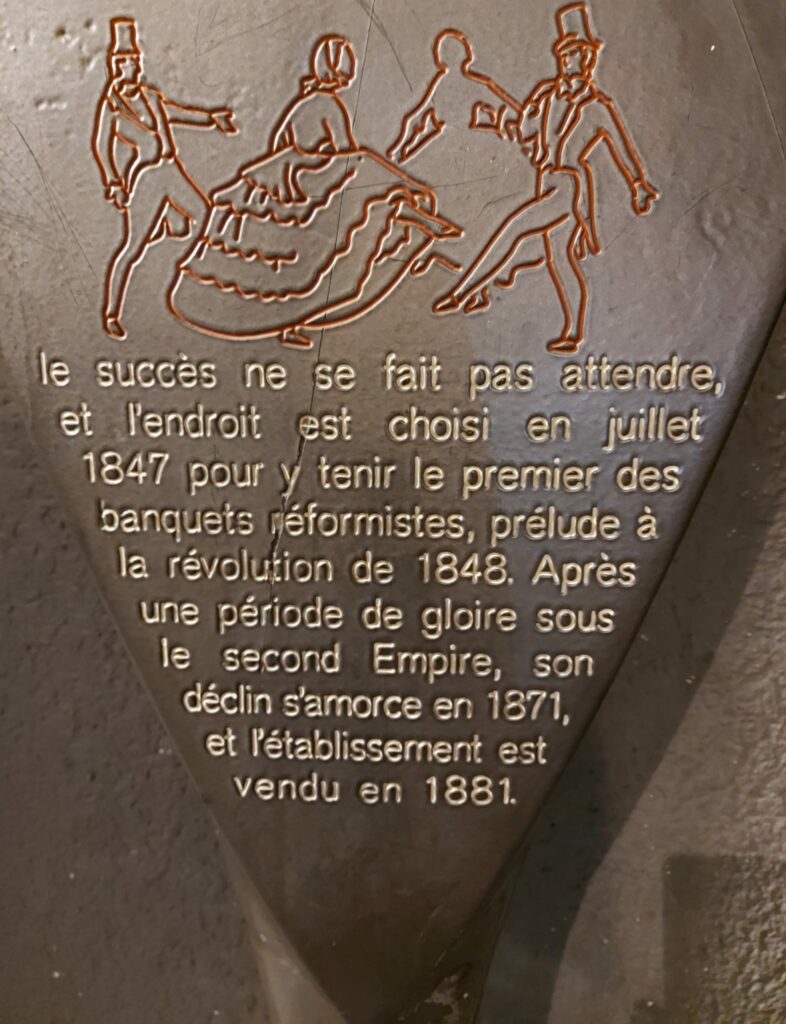 le succès ne se fait pas attendre,
et l'endroit est choisi en juillet
1847 pour y tenir le premier des
banquets réformistes, prélude à
la révolution de 1848. Après
une période de gloire sous
le second Empire, son
déclin s'amorce en 1871,
et l'établissement est
vendu en 1881.